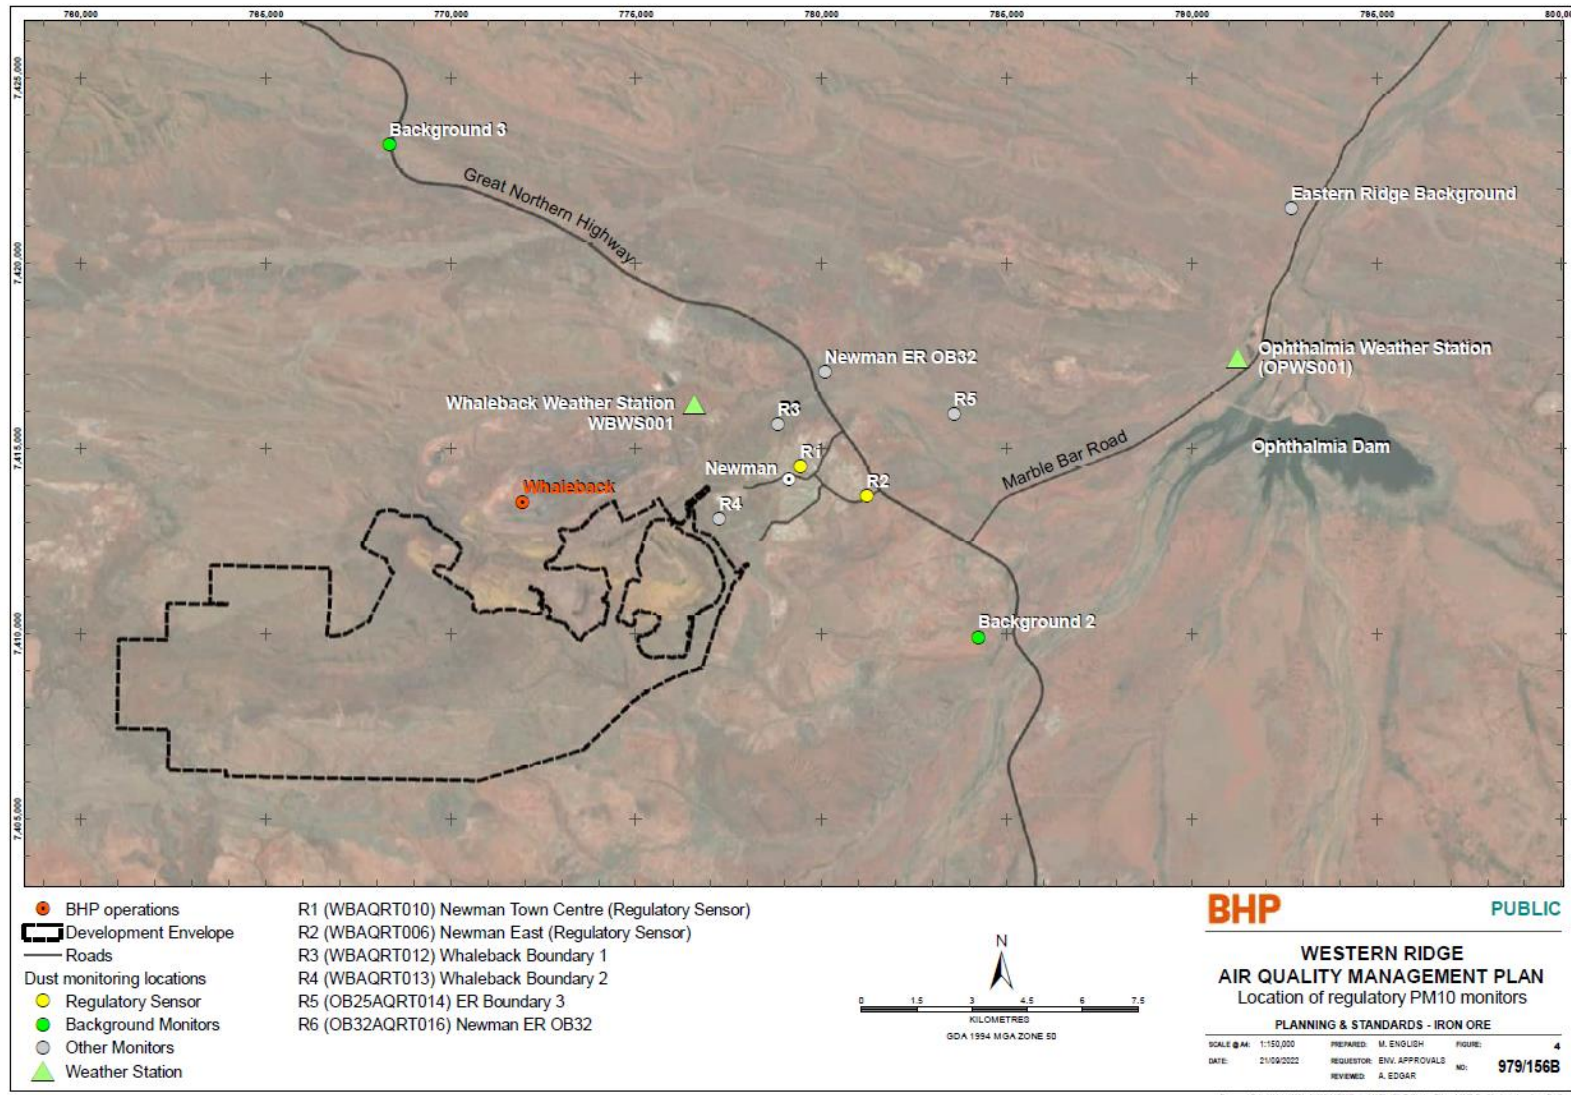 760,000 765,000 770,000 775,000 780,000 785,000 790,000 795,000 800,0
7,425,000
7,420,000
7,415,000
7,410,000
7,405,000
Background 3
Great Northern Highway
Eastern Ridge Background
Newman ER OB32
Ophthalmia Weather Station
(OPWS001)
Whaleback Weather Station
WBWS001
R3
R5
Marble Bar Road
Ophthalmia Dam
R1
Newman
R2
Whaleback
R4
Background 2
BHP operations
Development Envelope
Roads
Dust monitoring locations
Regulatory Sensor
Background Monitors
Other Monitors
Weather Station
R1 (WBAQRT010) Newman Town Centre (Regulatory Sensor)
R2 (WBAQRT006) Newman East (Regulatory Sensor)
R3 (WBAQRT012) Whaleback Boundary 1
R4 (WBAQRT013) Whaleback Boundary 2
R5 (OB25AQRT014) ER Boundary 3
R6 (OB32AQRT016) Newman ER OB32
N
0 1.5 3 4.5 6 7.5
KILOMETRES
GDA 1994 MGA ZONE 50
BHP PUBLIC
WESTERN RIDGE
AIR QUALITY MANAGEMENT PLAN
Location of regulatory PM10 monitors
PLANNING & STANDARDS - IRON ORE
SCALE @ A4: 1:150,000 PREPARED: M. ENGLISH FIGURE: 4
DATE: 21/09/2022 REQUESTOR: ENV. APPROVALS NO: 979/156B
REVIEWED: A. EDGAR